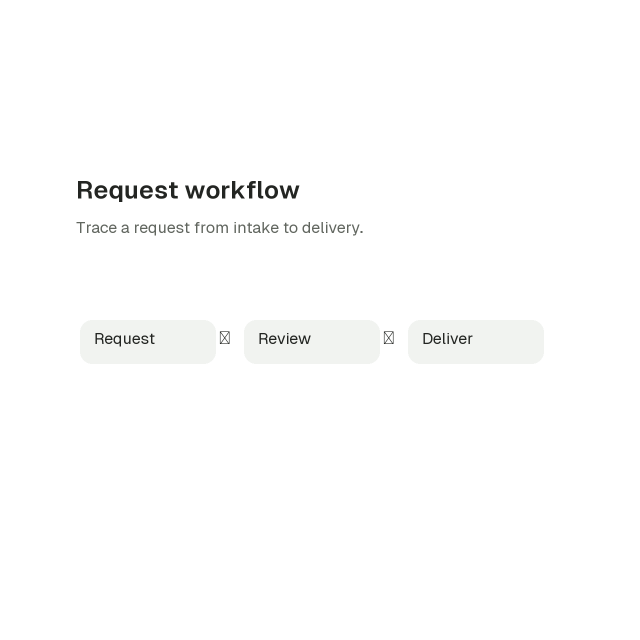 Request workflow
Trace a request from intake to delivery.
Request Review Deliver